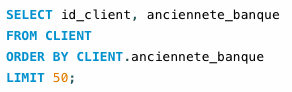 SELECT id_client, anciennete_banque
FROM CLIENT
ORDER BY CLIENT.anciennete_banque
LIMIT 50;